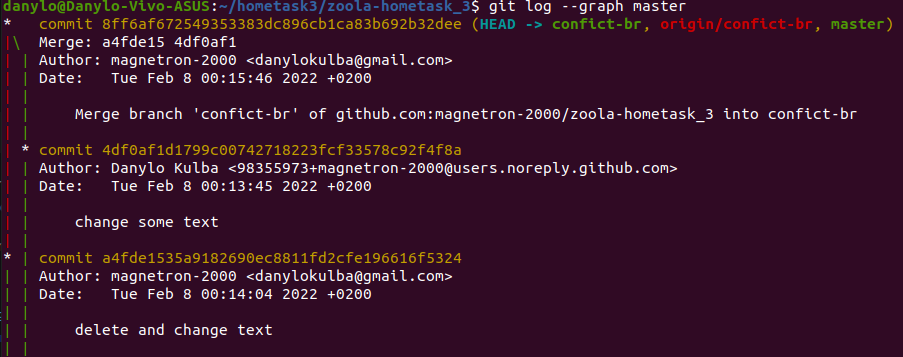 danylo@Danylo-Vivo-ASUS:~/hometask3/zoola-hometask_3$ git log --graph master
*   commit 8ff6af672549353383dc896cb1ca83b692b32dee (HEAD -> confict-br, origin/confict-br, master)
|\  Merge: a4fde15 4df0af1
| | Author: magnetron-2000 <danylokulba@gmail.com>
| | Date:   Tue Feb 8 00:15:46 2022 +0200
| |
| |     Merge branch 'confict-br' of github.com:magnetron-2000/zoola-hometask_3 into confict-br
| |
| * commit 4df0af1d1799c00742718223fcf33578c92f4f8a
| | Author: Danylo Kulba <98355973+magnetron-2000@users.noreply.github.com>
| | Date:   Tue Feb 8 00:13:45 2022 +0200
| |
| |     change some text
| |
* | commit a4fde1535a9182690ec8811fd2cfe196616f5324
| | Author: magnetron-2000 <danylokulba@gmail.com>
| | Date:   Tue Feb 8 00:14:04 2022 +0200
| |
| |     delete and change text
| |